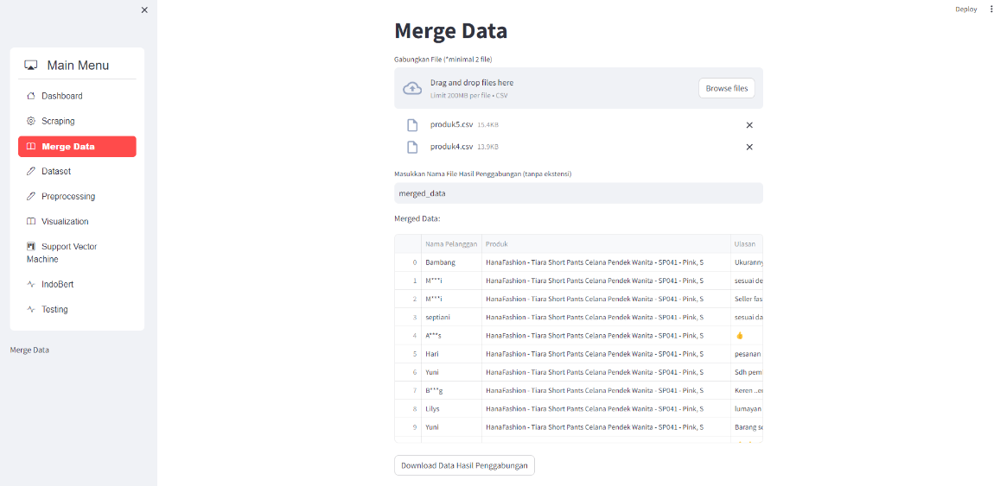 Deploy
Main Menu
Dashboard
Scraping
Merge Data
Dataset
Preprocessing
Visualization
Support Vector
Machine
IndoBert
Testing
Merge Data
Merge Data
Gabungkan File (*minimal 2 file)
Drag and drop files here
Limit 200MB per file • CSV
Browse files
produk5.csv 15.4KB
produk4.csv 13.9KB
Masukkan Nama File Hasil Penggabungan (tanpa ekstensi)
merged_data
Merged Data:
Nama Pelanggan Produk Ulasan
0 Bambang HanaFashion - Tiara Short Pants Celana Pendek Wanita - SP041 - Pink, S Ukurann
1 M***i HanaFashion - Tiara Short Pants Celana Pendek Wanita - SP041 - Pink, S sesuai de
2 M***i HanaFashion - Tiara Short Pants Celana Pendek Wanita - SP041 - Pink, S Seller fas
3 septiani HanaFashion - Tiara Short Pants Celana Pendek Wanita - SP041 - Pink, S sesuai da
4 A***s HanaFashion - Tiara Short Pants Celana Pendek Wanita - SP041 - Pink, S 👍
5 Hari HanaFashion - Tiara Short Pants Celana Pendek Wanita - SP041 - Pink, S pesanan
6 Yuni HanaFashion - Tiara Short Pants Celana Pendek Wanita - SP041 - Pink, S Sdh pem
7 B***g HanaFashion - Tiara Short Pants Celana Pendek Wanita - SP041 - Pink, S Keren ..e
8 Lilys HanaFashion - Tiara Short Pants Celana Pendek Wanita - SP041 - Pink, S lumayan
9 Yuni HanaFashion - Tiara Short Pants Celana Pendek Wanita - SP041 - Pink, S Barang se
Download Data Hasil Penggabungan